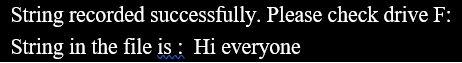 String recorded successfully. Please check drive F:
String in the file is :  Hi everyone